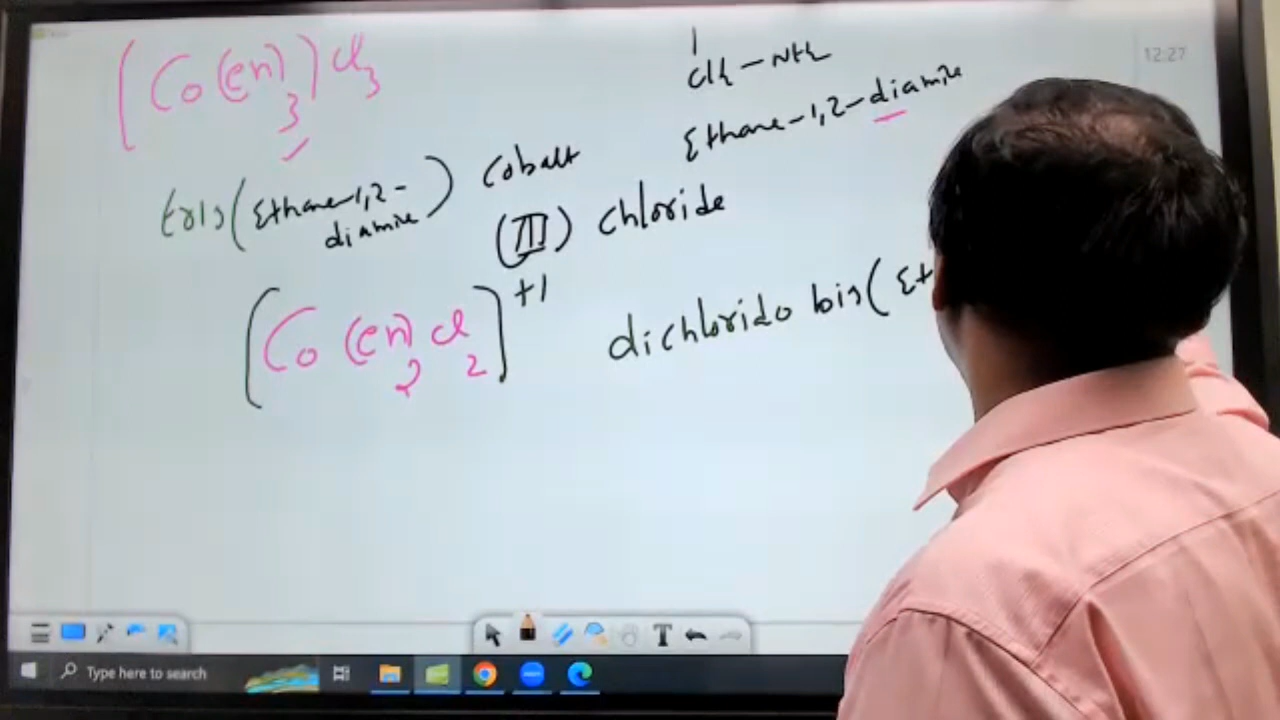 [Co(en)3]Cl3
CH2-NH2
Ethane-1,2-diamine
12:27
tris(Ethane-1,2-diamine) Cobalt
(III) chloride
[Co(en)2Cl2]+1
dichlorido bis(Et
Type here to search